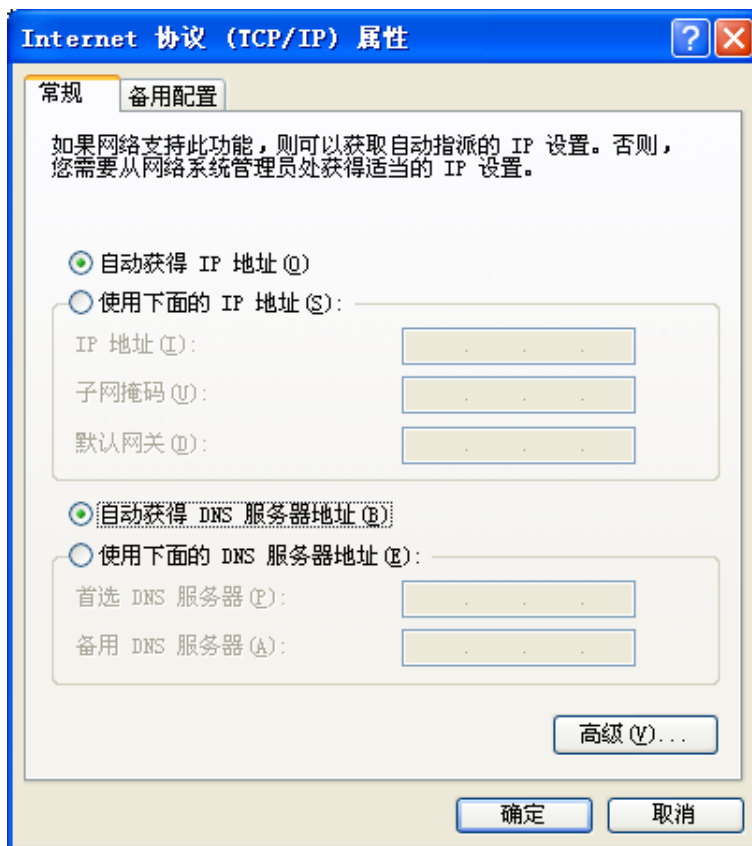 Internet 协议 (TCP/IP) 属性
常规
备用配置
如果网络支持此功能，则可以获取自动指派的 IP 设置。否则，
您需要从网络系统管理员处获得适当的 IP 设置。
自动获得 IP 地址(O)
使用下面的 IP 地址(S):
IP 地址(I):
子网掩码(U):
默认网关(D):
自动获得 DNS 服务器地址(B)
使用下面的 DNS 服务器地址(E):
首选 DNS 服务器(P):
备用 DNS 服务器(A):
高级(V)...
确定
取消